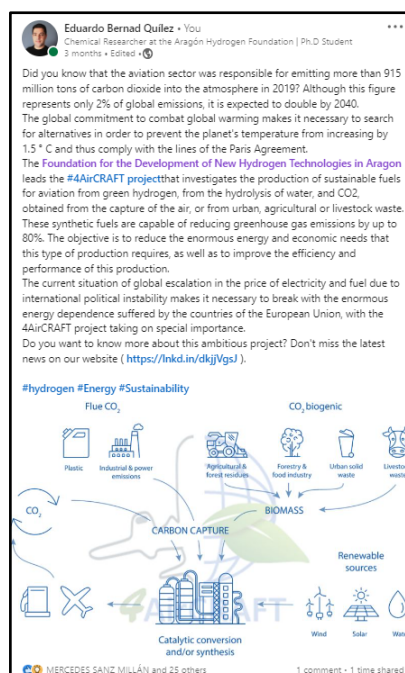 Eduardo Bernad Quílez • You
Chemical Researcher at the Aragón Hydrogen Foundation | Ph.D Student
3 months • Edited •
Did you know that the aviation sector was responsible for emitting more than 915
million tons of carbon dioxide into the atmosphere in 2019? Although this figure
represents only 2% of global emissions, it is expected to double by 2040.
The global commitment to combat global warming makes it necessary to search
for alternatives in order to prevent the planet's temperature from increasing by
1.5 ° C and thus comply with the lines of the Paris Agreement.
The Foundation for the Development of New Hydrogen Technologies in Aragon
leads the #4AirCRAFT projectthat investigates the production of sustainable fuels
for aviation from green hydrogen, from the hydrolysis of water, and CO2,
obtained from the capture of the air, or from urban, agricultural or livestock waste.
These synthetic fuels are capable of reducing greenhouse gas emissions by up to
80%. The objective is to reduce the enormous energy and economic needs that
this type of production requires, as well as to improve the efficiency and
performance of this production.
The current situation of global escalation in the price of electricity and fuel due to
international political instability makes it necessary to break with the enormous
energy dependence suffered by the countries of the European Union, with the
4AirCRAFT project taking on special importance.
Do you want to know more about this ambitious project? Don't miss the latest
news on our website ( https://lnkd.in/dkjjVgsJ ).
#hydrogen #Energy #Sustainability
Flue CO₂
CO₂ biogenic
Plastic
Industrial & power
emissions
Agricultural &
forest residues
Forestry &
food industry
Urban solid
waste
Livesto
waste
CO₂
CARBON CAPTURE
BIOMASS
Renewable
sources
4AIRCRAFT
Catalytic conversion
and/or synthesis
Wind
Solar
Wate
MERCEDES SANZ MILLÁN and 25 others
1 comment • 1 time shared